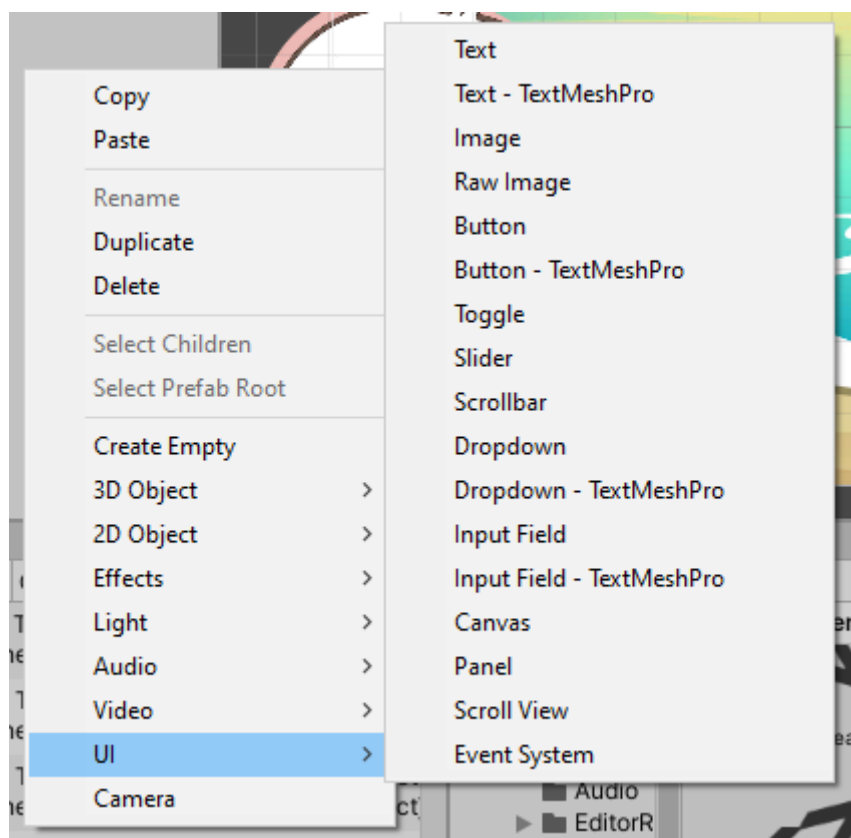 Copy
Paste
Rename
Duplicate
Delete
Select Children
Select Prefab Root
Create Empty
3D Object
2D Object
Effects
Light
Audio
Video
UI
Camera
Text
Text - TextMeshPro
Image
Raw Image
Button
Button - TextMeshPro
Toggle
Slider
Scrollbar
Dropdown
Dropdown - TextMeshPro
Input Field
Input Field - TextMeshPro
Canvas
Panel
Scroll View
Event System
Audio
EditorR